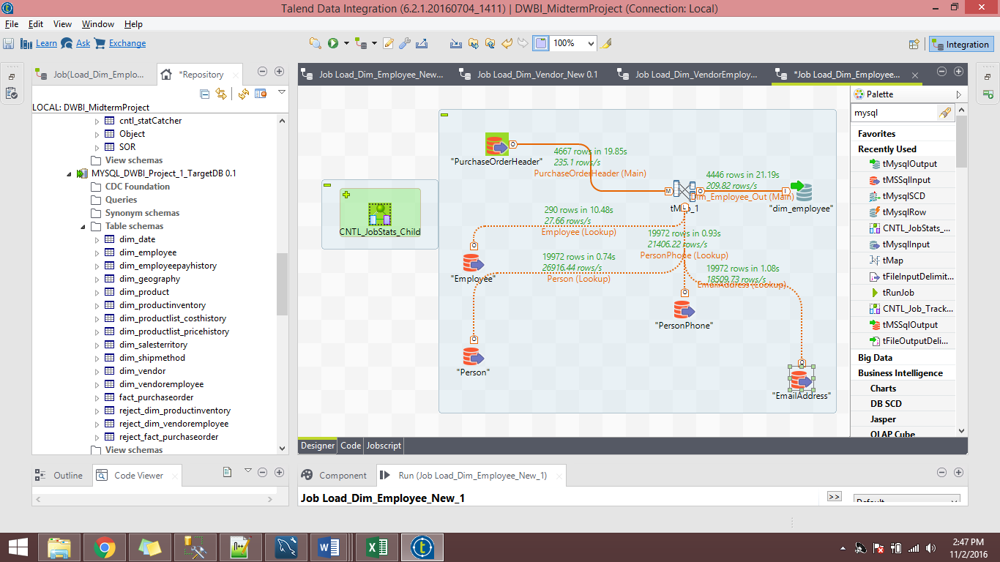 Talend Data Integration (6.2.1.20160704_1411) | DWBI_MidtermProject (Connection: Local)
File Edit View Window Help
Learn Ask Exchange 100% Integration
Job(Load_Dim_Emplo... *Repository
LOCAL: DWBI_MidtermProject
cntl_statCatcher
Object
SOR
View schemas
MYSQL_DWBI_Project_1_TargetDB 0.1
CDC Foundation
Queries
Synonym schemas
Table schemas
dim_date
dim_employee
dim_employeepayhistory
dim_geography
dim_product
dim_productinventory
dim_productlist_costhistory
dim_productlist_pricehistory
dim_salesterritory
dim_shipmethod
dim_vendor
dim_vendoremployee
fact_purchaseorder
reject_dim_productinventory
reject_dim_vendoremployee
reject_fact_purchaseorder
View schemas
Outline Code Viewer
Job Load_Dim_Employee_New... Job Load_Dim_Vendor_New 0.1 Job Load_Dim_VendorEmploy... *Job Load_Dim_Employee...
CNTL_JobStats_Child
"PurchaseOrderHeader"
4667 rows in 19.85s
235.1 rows/s
PurchaseOrderHeader (Main)
4446 rows in 21.19s
209.82 rows/s
Dim_Employee_Out (Main)
"dim_employee"
290 rows in 10.48s
27.66 rows/s
Employee (Lookup)
"Employee"
19972 rows in 0.93s
21406.22 rows/s
PersonPhone (Lookup)
19972 rows in 0.74s
26916.44 rows/s
Person (Lookup)
19972 rows in 1.08s
18509.73 rows/s
EmailAddress (Lookup)
"PersonPhone"
"Person"
"EmailAddress"
Designer Code Jobscript
Palette
mysql
Favorites
Recently Used
tMysqlOutput
tMSSqlInput
tMysqlSCD
tMysqlRow
CNTL_JobStats_...
tMysqlInput
tMap
tFileInputDelimit...
tRunJob
CNTL_Job_Track...
tMSSqlOutput
tFileOutputDeli...
Big Data
Business Intelligence
Charts
DB SCD
Jasper
OLAP Cube
Component Run (Job Load_Dim_Employee_New_1)
Job Load_Dim_Employee_New_1
>> Default
2:47 PM
11/2/2016